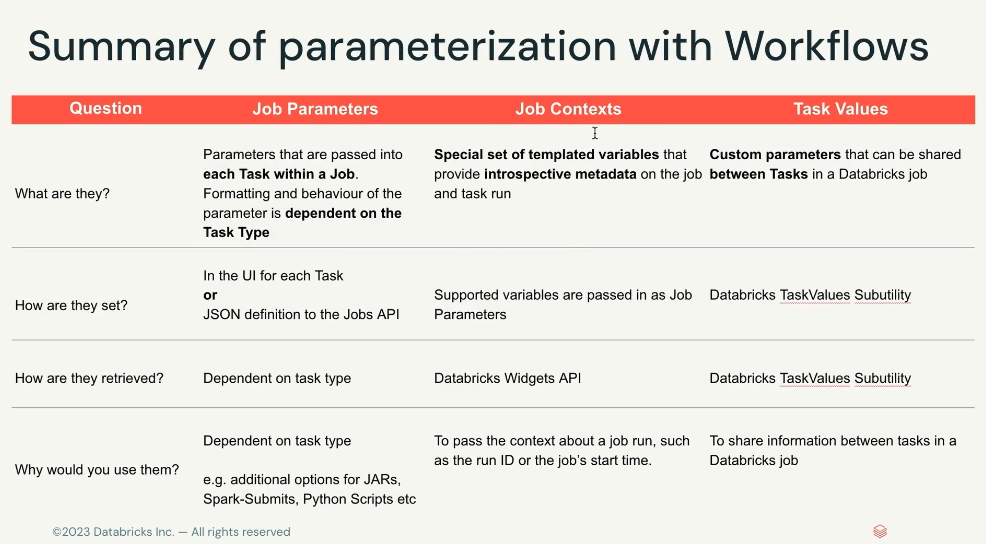 Summary of parameterization with Workflows
Question Job Parameters Job Contexts Task Values
What are they?
Parameters that are passed into
each Task within a Job.
Formatting and behaviour of the
parameter is dependent on the
Task Type
Special set of templated variables that
provide introspective metadata on the job
and task run
Custom parameters that can be shared
between Tasks in a Databricks job
How are they set?
In the UI for each Task
or
JSON definition to the Jobs API
Supported variables are passed in as Job
Parameters
Databricks TaskValues Subutility
How are they retrieved?
Dependent on task type
Databricks Widgets API
Databricks TaskValues Subutility
Why would you use them?
Dependent on task type
e.g. additional options for JARs,
Spark-Submits, Python Scripts etc
To pass the context about a job run, such
as the run ID or the job's start time.
To share information between tasks in a
Databricks job
©2023 Databricks Inc. — All rights reserved